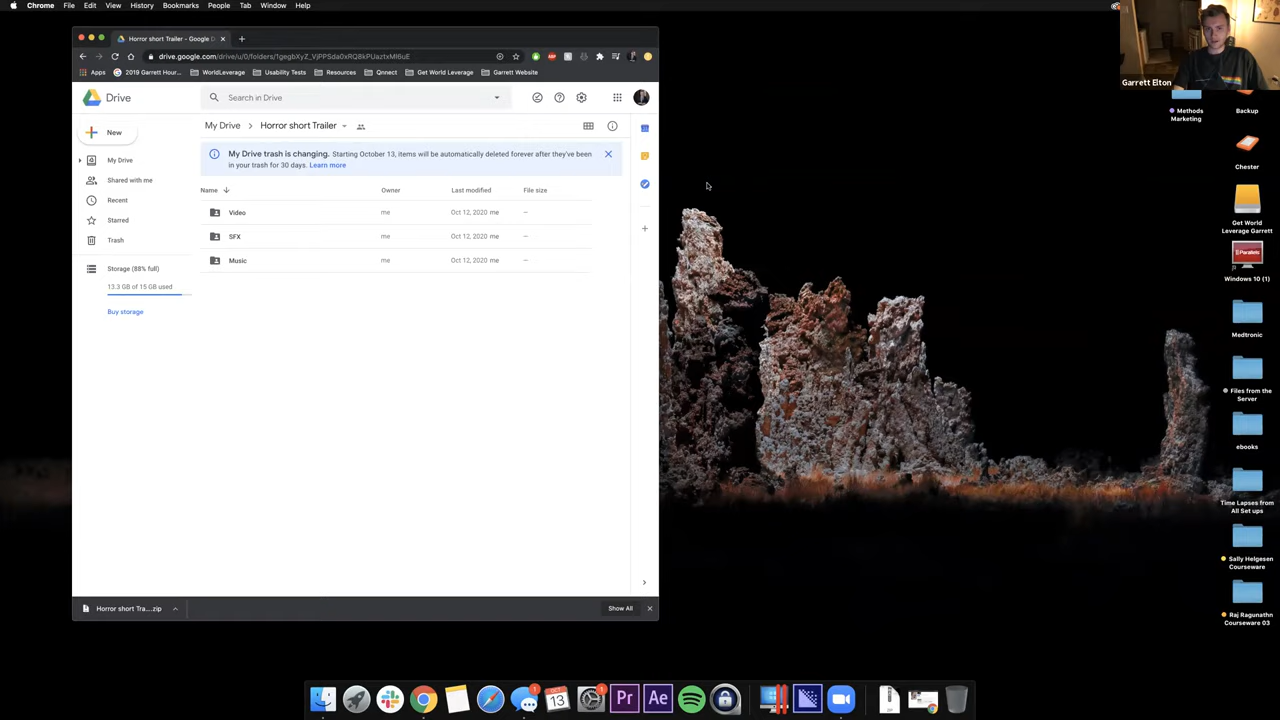 Chrome File Edit View History Bookmarks People Tab Window Help
Garrett Elton
Horror short Trailer - Google D
drive.google.com/drive/u/0/folders/1gegbXyZ_VjPPSda0xRQ8kPUaztxMl6uE
Apps 2019 Garrett Hour... WorldLeverage Usability Tests Resources Qnnect Get World Leverage Garrett Website
Drive
Search in Drive
New
My Drive
Shared with me
Recent
Starred
Trash
Storage (88% full)
13.3 GB of 15 GB used
Buy storage
My Drive > Horror short Trailer
My Drive trash is changing. Starting October 13, items will be automatically deleted forever after they've been
in your trash for 30 days. Learn more
Name Owner Last modified File size
Video me Oct 12, 2020 me –
SFX me Oct 12, 2020 me –
Music me Oct 12, 2020 me –
Horror short Tra....zip
Show All
Methods
Marketing
Backup
Chester
Get World
Leverage Garrett
Parallels
Windows 10 (1)
Medtronic
Files from the
Server
ebooks
Time Lapses from
All Set ups
Sally Helgesen
Courseware
Raj Ragunathn
Courseware 03
1
OCT
13
1
Pr
Ae
ZIP